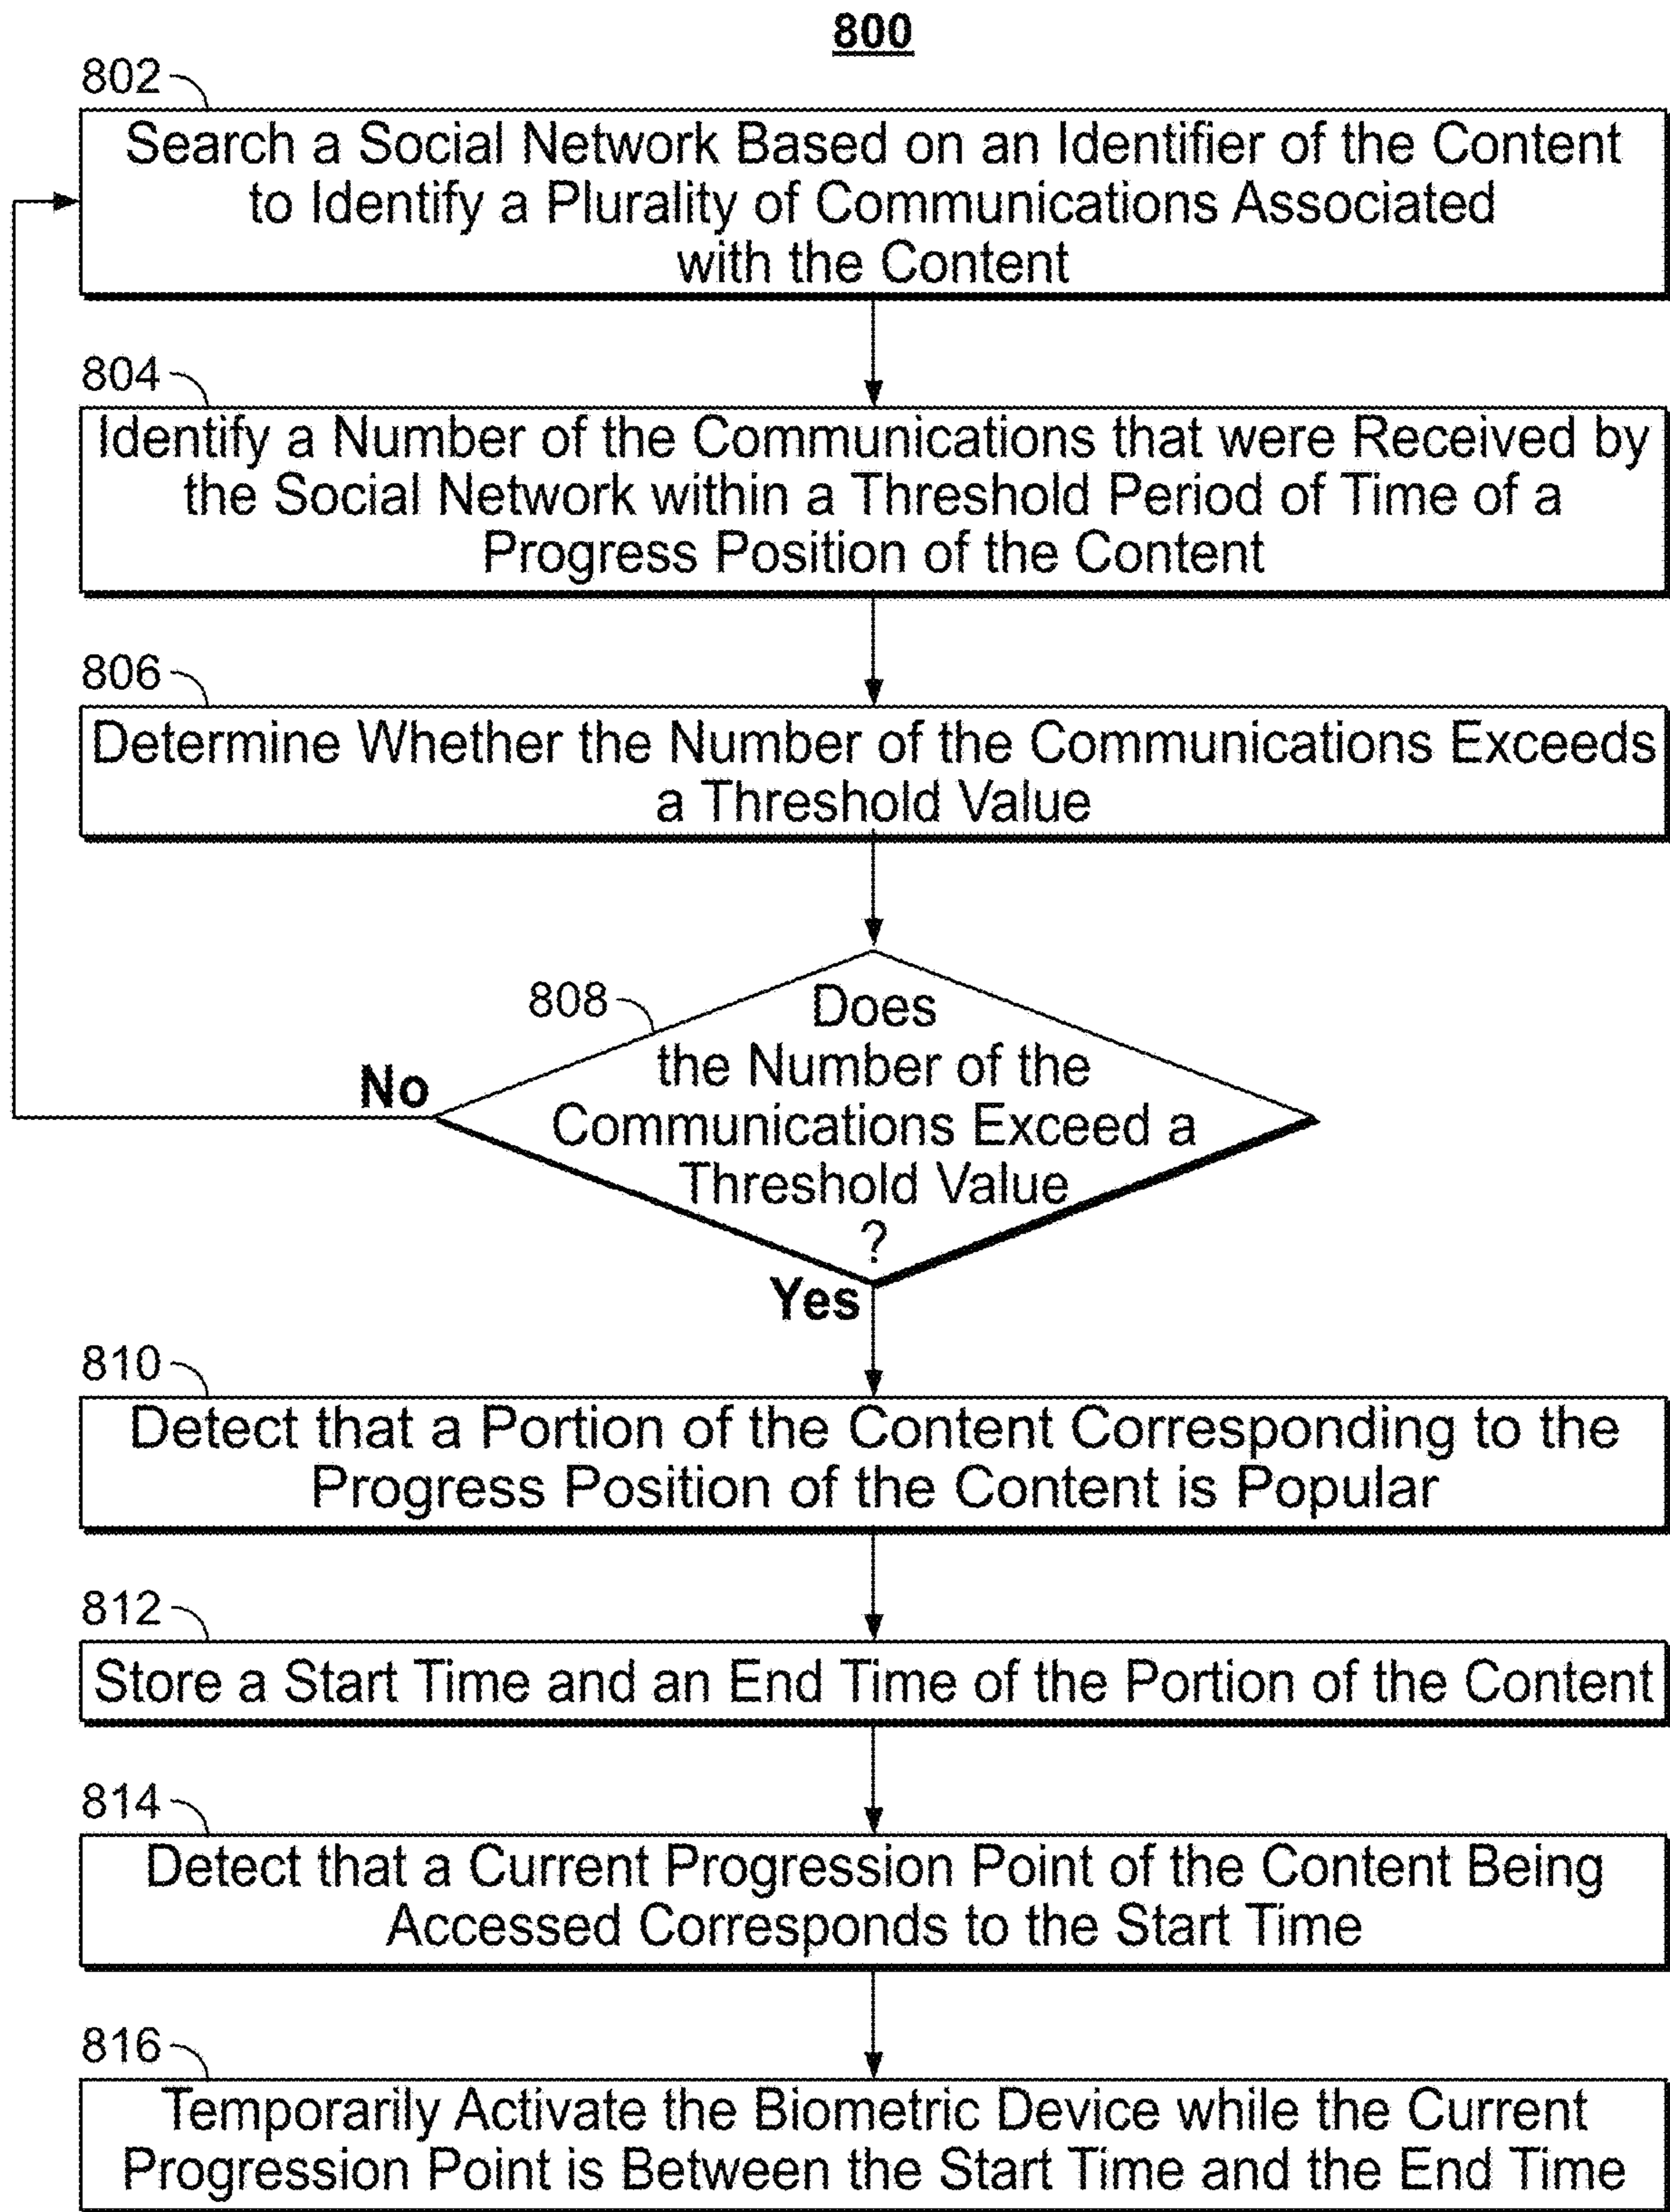 800
802
Search a Social Network Based on an Identifier of the Content
to Identify a Plurality of Communications Associated
with the Content
804
Identify a Number of the Communications that were Received by
the Social Network within a Threshold Period of Time of a
Progress Position of the Content
806
Determine Whether the Number of the Communications Exceeds
a Threshold Value
808
Does
the Number of the
Communications Exceed a
Threshold Value
?
No
Yes
810
Detect that a Portion of the Content Corresponding to the
Progress Position of the Content is Popular
812
Store a Start Time and an End Time of the Portion of the Content
814
Detect that a Current Progression Point of the Content Being
Accessed Corresponds to the Start Time
816
Temporarily Activate the Biometric Device while the Current
Progression Point is Between the Start Time and the End Time